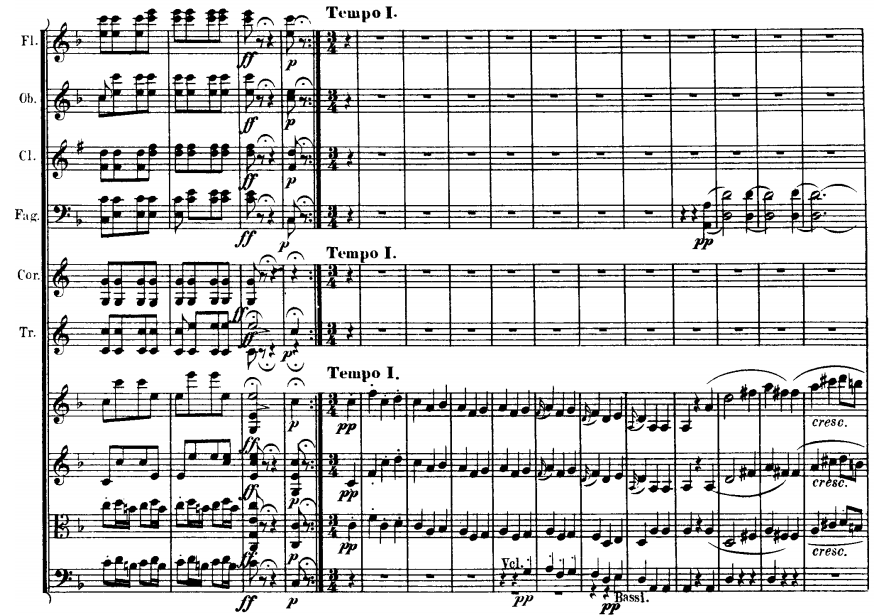 Tempo I.
Fl.
ff p
Ob.
ff p
Cl.
ff p
Fag.
ff p
pp
Tempo I.
Cor.
ff
Tr.
ff p
Tempo I.
ff p pp
cresc.
ff p pp
cresc.
ff p pp
cresc.
Vcl.
pp
Bassi.
ff p
pp